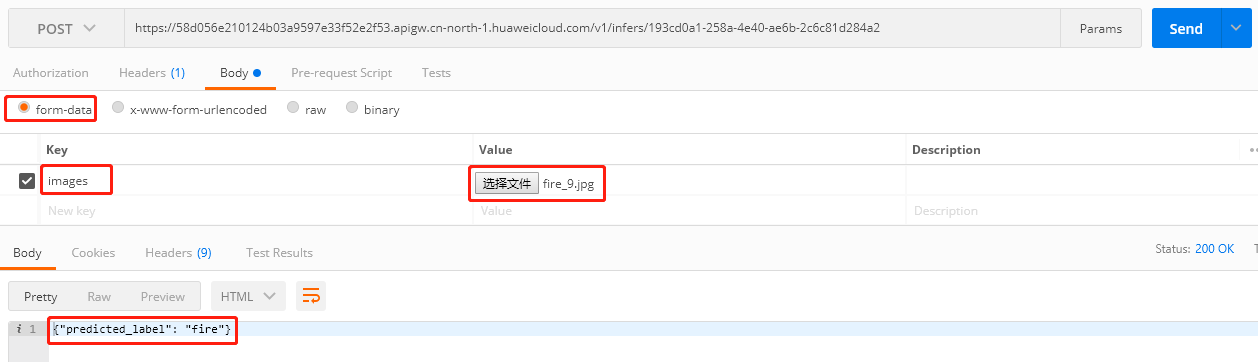 POST https://58d056e210124b03a9597e33f52e2f53.apigw.cn-north-1.huaweicloud.com/v1/infers/193cd0a1-258a-4e40-ae6b-2c6c81d284a2 Params Send
Authorization Headers (1) Body Pre-request Script Tests
form-data x-www-form-urlencoded raw binary
Key Value Description
images 选择文件 fire_9.jpg
New key Value Description
Body Cookies Headers (9) Test Results Status: 200 OK
Pretty Raw Preview HTML
i 1 {"predicted_label": "fire"}